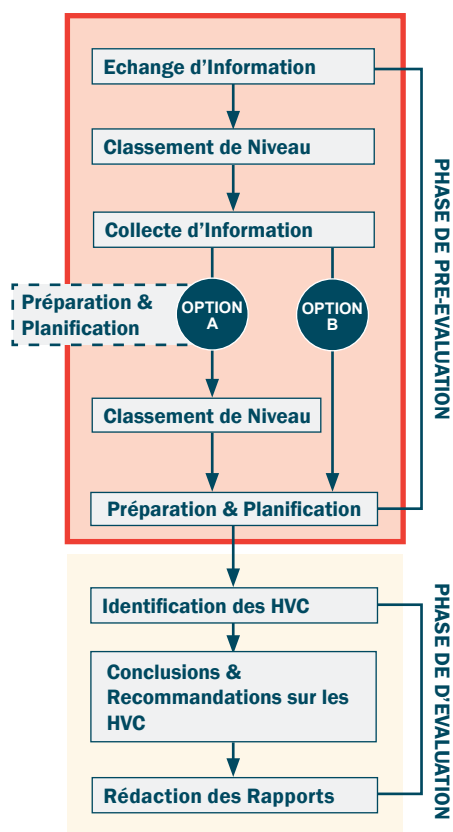 Echange d'Information
Classement de Niveau
Collecte d'Information
Préparation &
Planification
OPTION
A
OPTION
B
Classement de Niveau
Préparation & Planification
PHASE DE PRE-EVALUATION
Identification des HVC
Conclusions &
Recommandations sur les
HVC
Rédaction des Rapports
PHASE DE D'EVALUATION